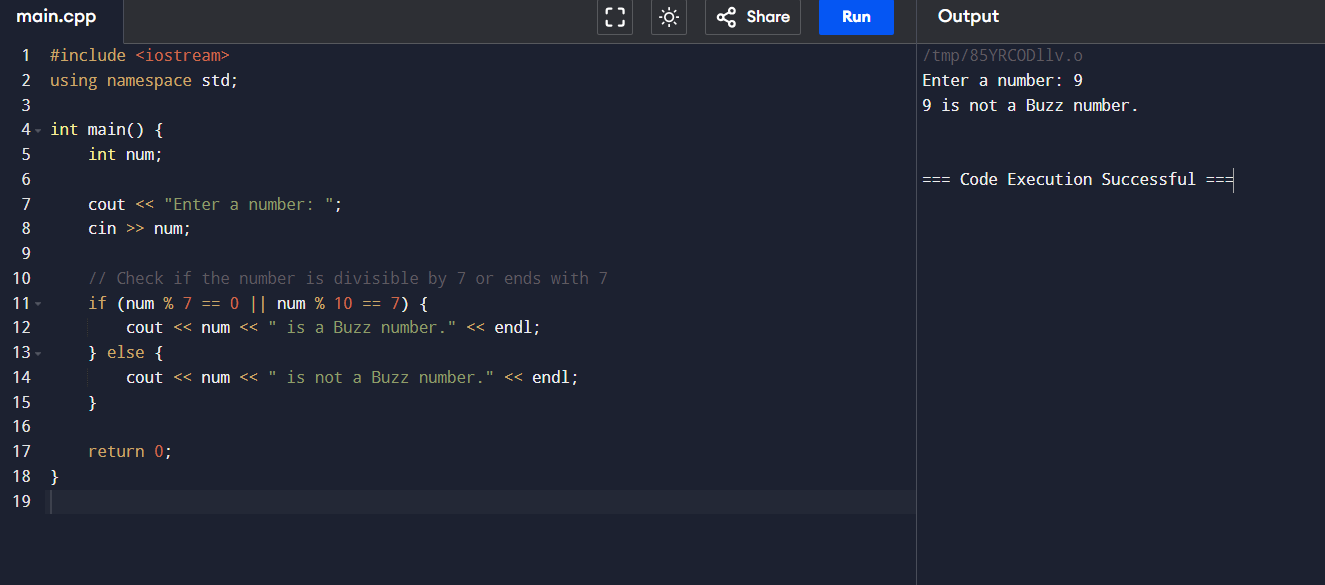 main.cpp
Share
Run
Output
1 #include <iostream>
2 using namespace std;
3
4 int main() {
5     int num;
6
7     cout << "Enter a number: ";
8     cin >> num;
9
10     // Check if the number is divisible by 7 or ends with 7
11     if (num % 7 == 0 || num % 10 == 7) {
12         cout << num << " is a Buzz number." << endl;
13     } else {
14         cout << num << " is not a Buzz number." << endl;
15     }
16
17     return 0;
18 }
19
/tmp/85YRCODllv.o
Enter a number: 9
9 is not a Buzz number.
=== Code Execution Successful ===